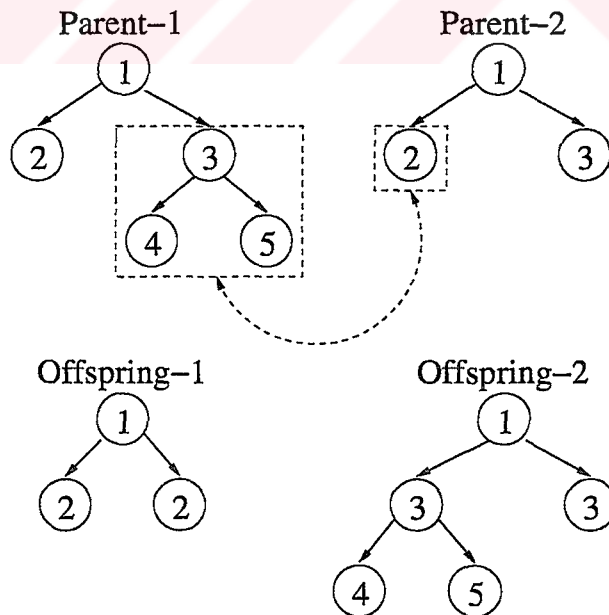 Parent–1 Parent–2
1 1
2 3 2 3
4 5
Offspring–1 Offspring–2
1 1
2 2 3 3
4 5